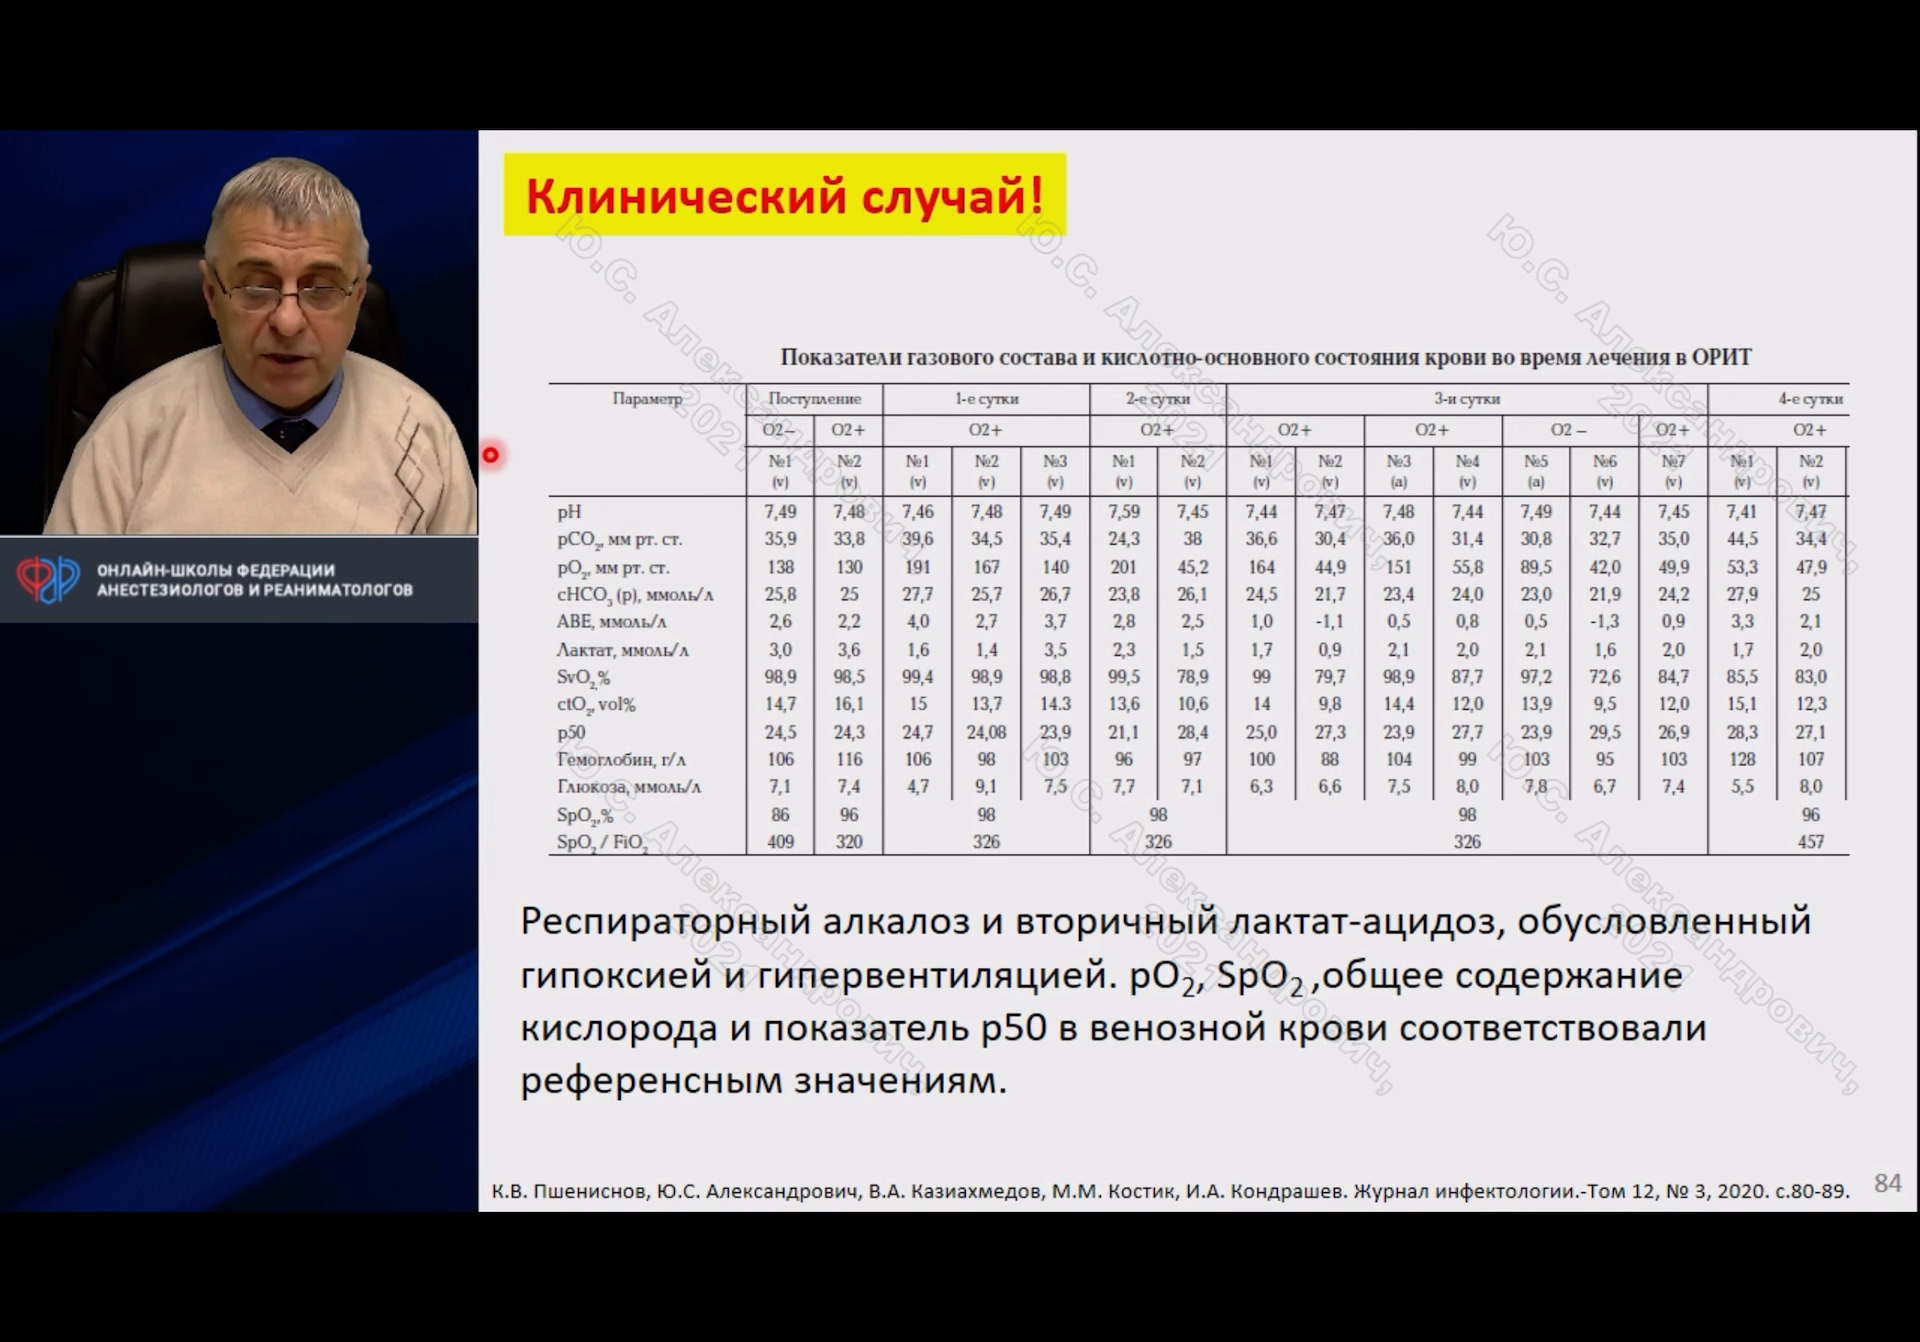 Клинический случай!
Показатели газового состава и кислотно-основного состояния крови во время лечения в ОРИТ
Параметр Поступление 1-е сутки 2-е сутки 3-и сутки 4-е сутки
O2– O2+ O2+ O2+ O2+ O2+ O2 – O2+ O2+
№1 №2 №1 №2 №3 №1 №2 №1 №2 №3 №4 №5 №6 №7 №1 №2
(v) (v) (v) (v) (v) (v) (v) (v) (v) (a) (v) (a) (v) (v) (v) (v)
pH 7,49 7,48 7,46 7,48 7,49 7,59 7,45 7,44 7,47 7,48 7,44 7,49 7,44 7,45 7,41 7,47
pCO2, мм рт. ст. 35,9 33,8 39,6 34,5 35,4 24,3 38 36,6 30,4 36,0 31,4 30,8 32,7 35,0 44,5 34,4
pO2, мм рт. ст. 138 130 191 167 140 201 45,2 164 44,9 151 55,8 89,5 42,0 49,9 53,3 47,9
cHCO3 (p), ммоль/л 25,8 25 27,7 25,7 26,7 23,8 26,1 24,5 21,7 23,4 24,0 23,0 21,9 24,2 27,9 25
ABE, ммоль/л 2,6 2,2 4,0 2,7 3,7 2,8 2,5 1,0 -1,1 0,5 0,8 0,5 -1,3 0,9 3,3 2,1
Лактат, ммоль/л 3,0 3,6 1,6 1,4 3,5 2,3 1,5 1,7 0,9 2,1 2,0 2,1 1,6 2,0 1,7 2,0
SvO2,% 98,9 98,5 99,4 98,9 98,8 99,5 78,9 99 79,7 98,9 87,7 97,2 72,6 84,7 85,5 83,0
ctO2, vol% 14,7 16,1 15 13,7 14.3 13,6 10,6 14 9,8 14,4 12,0 13,9 9,5 12,0 15,1 12,3
p50 24,5 24,3 24,7 24,08 23,9 21,1 28,4 25,0 27,3 23,9 27,7 23,9 29,5 26,9 28,3 27,1
Гемоглобин, г/л 106 116 106 98 103 96 97 100 88 104 99 103 95 103 128 107
Глюкоза, ммоль/л 7,1 7,4 4,7 9,1 7,5 7,7 7,1 6,3 6,6 7,5 8,0 7,8 6,7 7,4 5,5 8,0
SpO2,% 86 96 98 98 98 96
SpO2 / FiO2 409 320 326 326 326 457
Респираторный алкалоз и вторичный лактат-ацидоз, обусловленный
гипоксией и гипервентиляцией. pO2, SpO2 ,общее содержание
кислорода и показатель p50 в венозной крови соответствовали
референсным значениям.
К.В. Пшениснов, Ю.С. Александрович, В.А. Казиахмедов, М.М. Костик, И.А. Кондрашев. Журнал инфектологии.-Том 12, № 3, 2020. с.80-89.
84
ОНЛАЙН-ШКОЛЫ ФЕДЕРАЦИИ
АНЕСТЕЗИОЛОГОВ И РЕАНИМАТОЛОГОВ
Ю.С. Александрович,
2021
Ю.С. Александрович,
2021
Ю.С. Александрович,
2021
Ю.С. Александрович,
2021
Ю.С. Александрович,
2021
Ю.С. Александрович,
2021